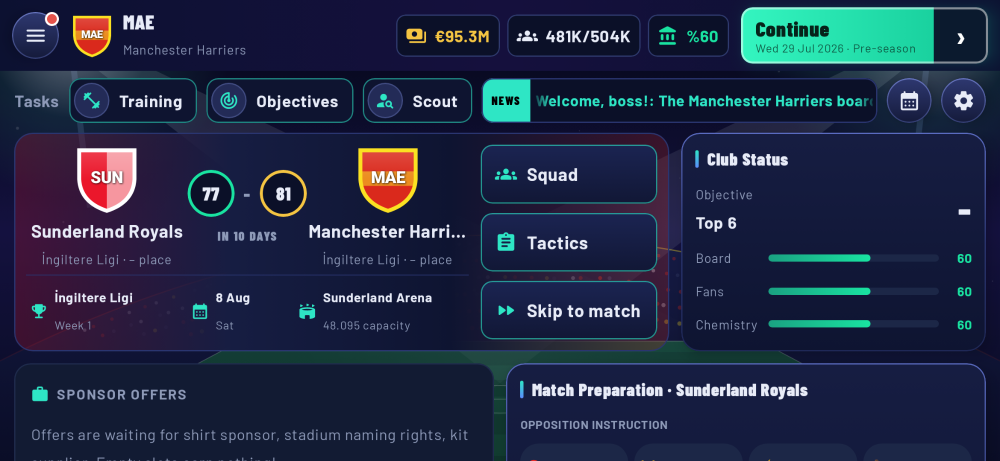 MAE
MAE
Manchester Harriers
€95.3M
481K/504K
%60
Continue
Wed 29 Jul 2026 · Pre-season
Tasks
Training
Objectives
Scout
NEWS
Welcome, boss!: The Manchester Harriers boar
SUN
77
-
81
MAE
Sunderland Royals
IN 10 DAYS
Manchester Harri...
İngiltere Ligi · – place
İngiltere Ligi · – place
İngiltere Ligi
Week 1
8 Aug
Sat
Sunderland Arena
48.095 capacity
Squad
Tactics
Skip to match
Club Status
Objective
Top 6
–
Board
60
Fans
60
Chemistry
60
SPONSOR OFFERS
Offers are waiting for shirt sponsor, stadium naming rights, kit
Match Preparation · Sunderland Royals
OPPOSITION INSTRUCTION